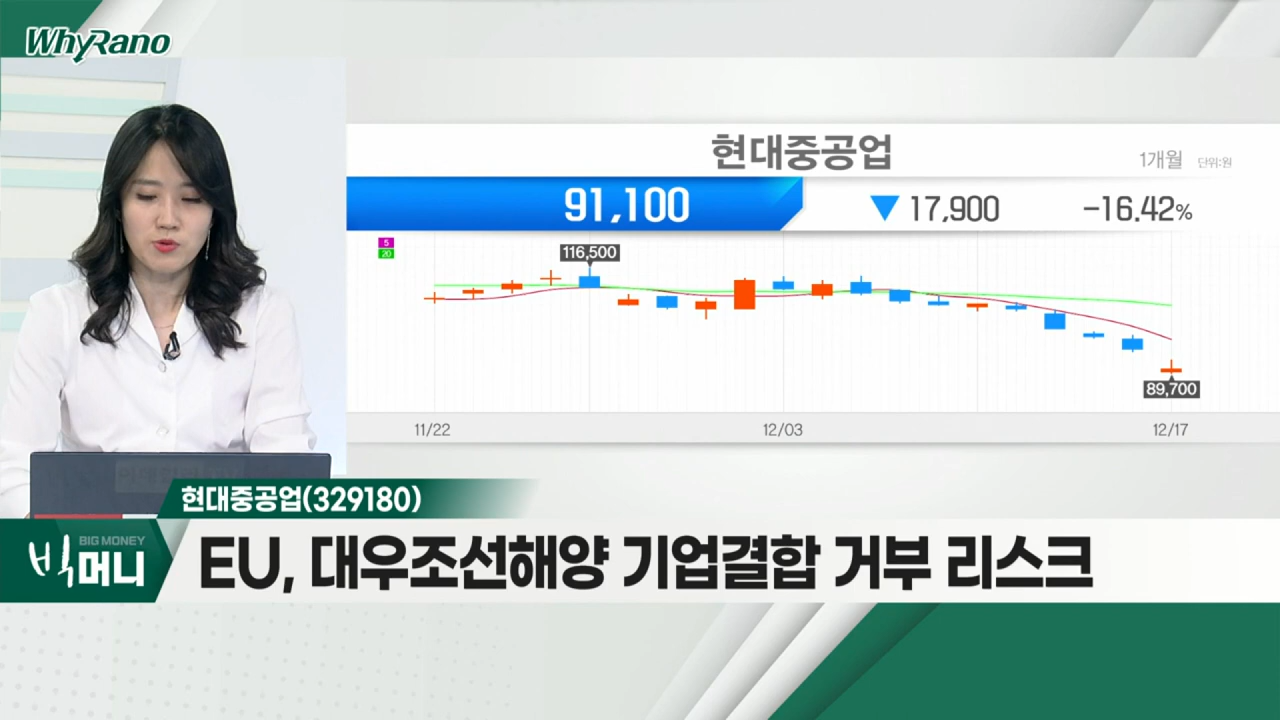 WhyRano
현대중공업
1개월 단위:원
91,100 ▼ 17,900 -16.42%
5
20
116,500
89,700
11/22 12/03 12/17
현대중공업(329180)
BIG MONEY
빅머니
EU, 대우조선해양 기업결합 거부 리스크